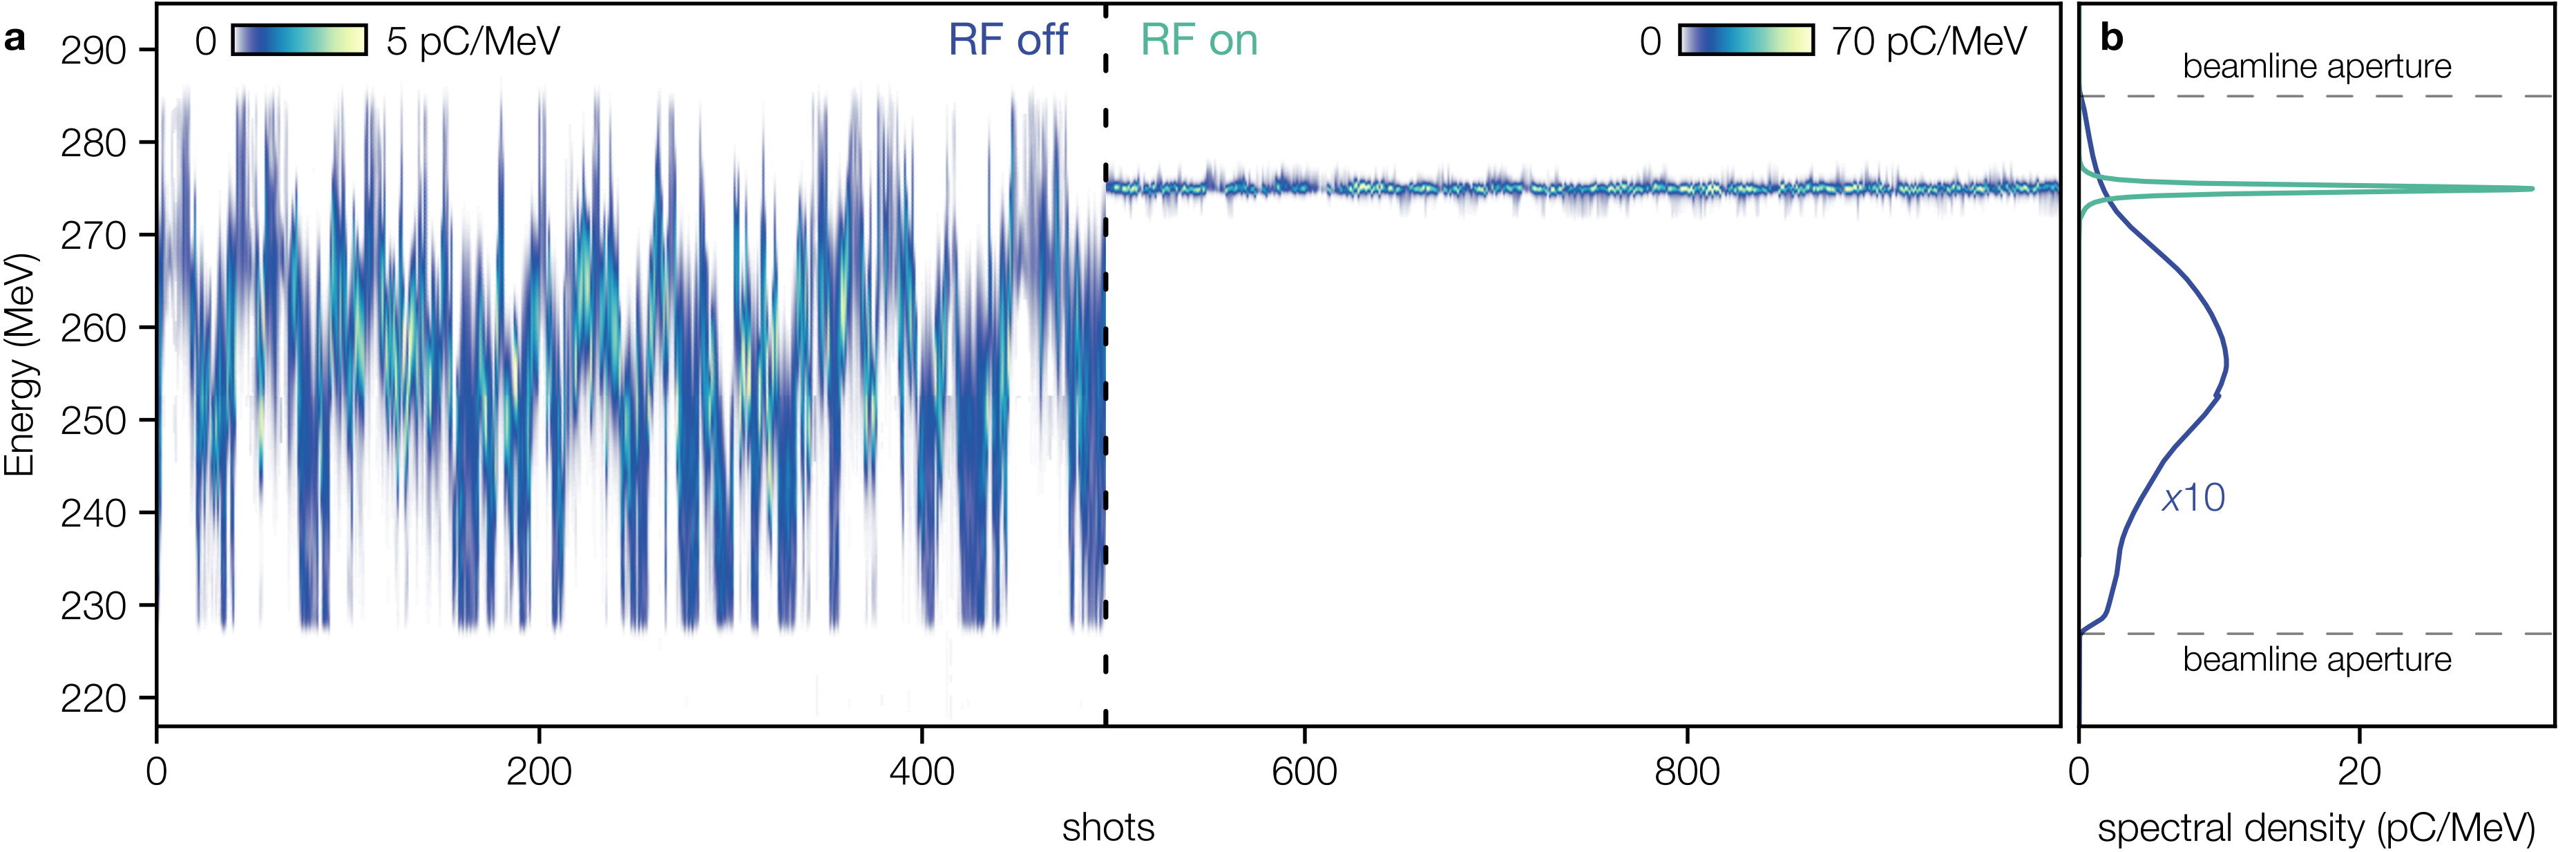 a
0 5 pC/MeV
RF off
RF on
0 70 pC/MeV
b
beamline aperture
290
280
270
260
250
240
230
220
Energy (MeV)
x10
beamline aperture
0 200 400 600 800
shots
0 20
spectral density (pC/MeV)